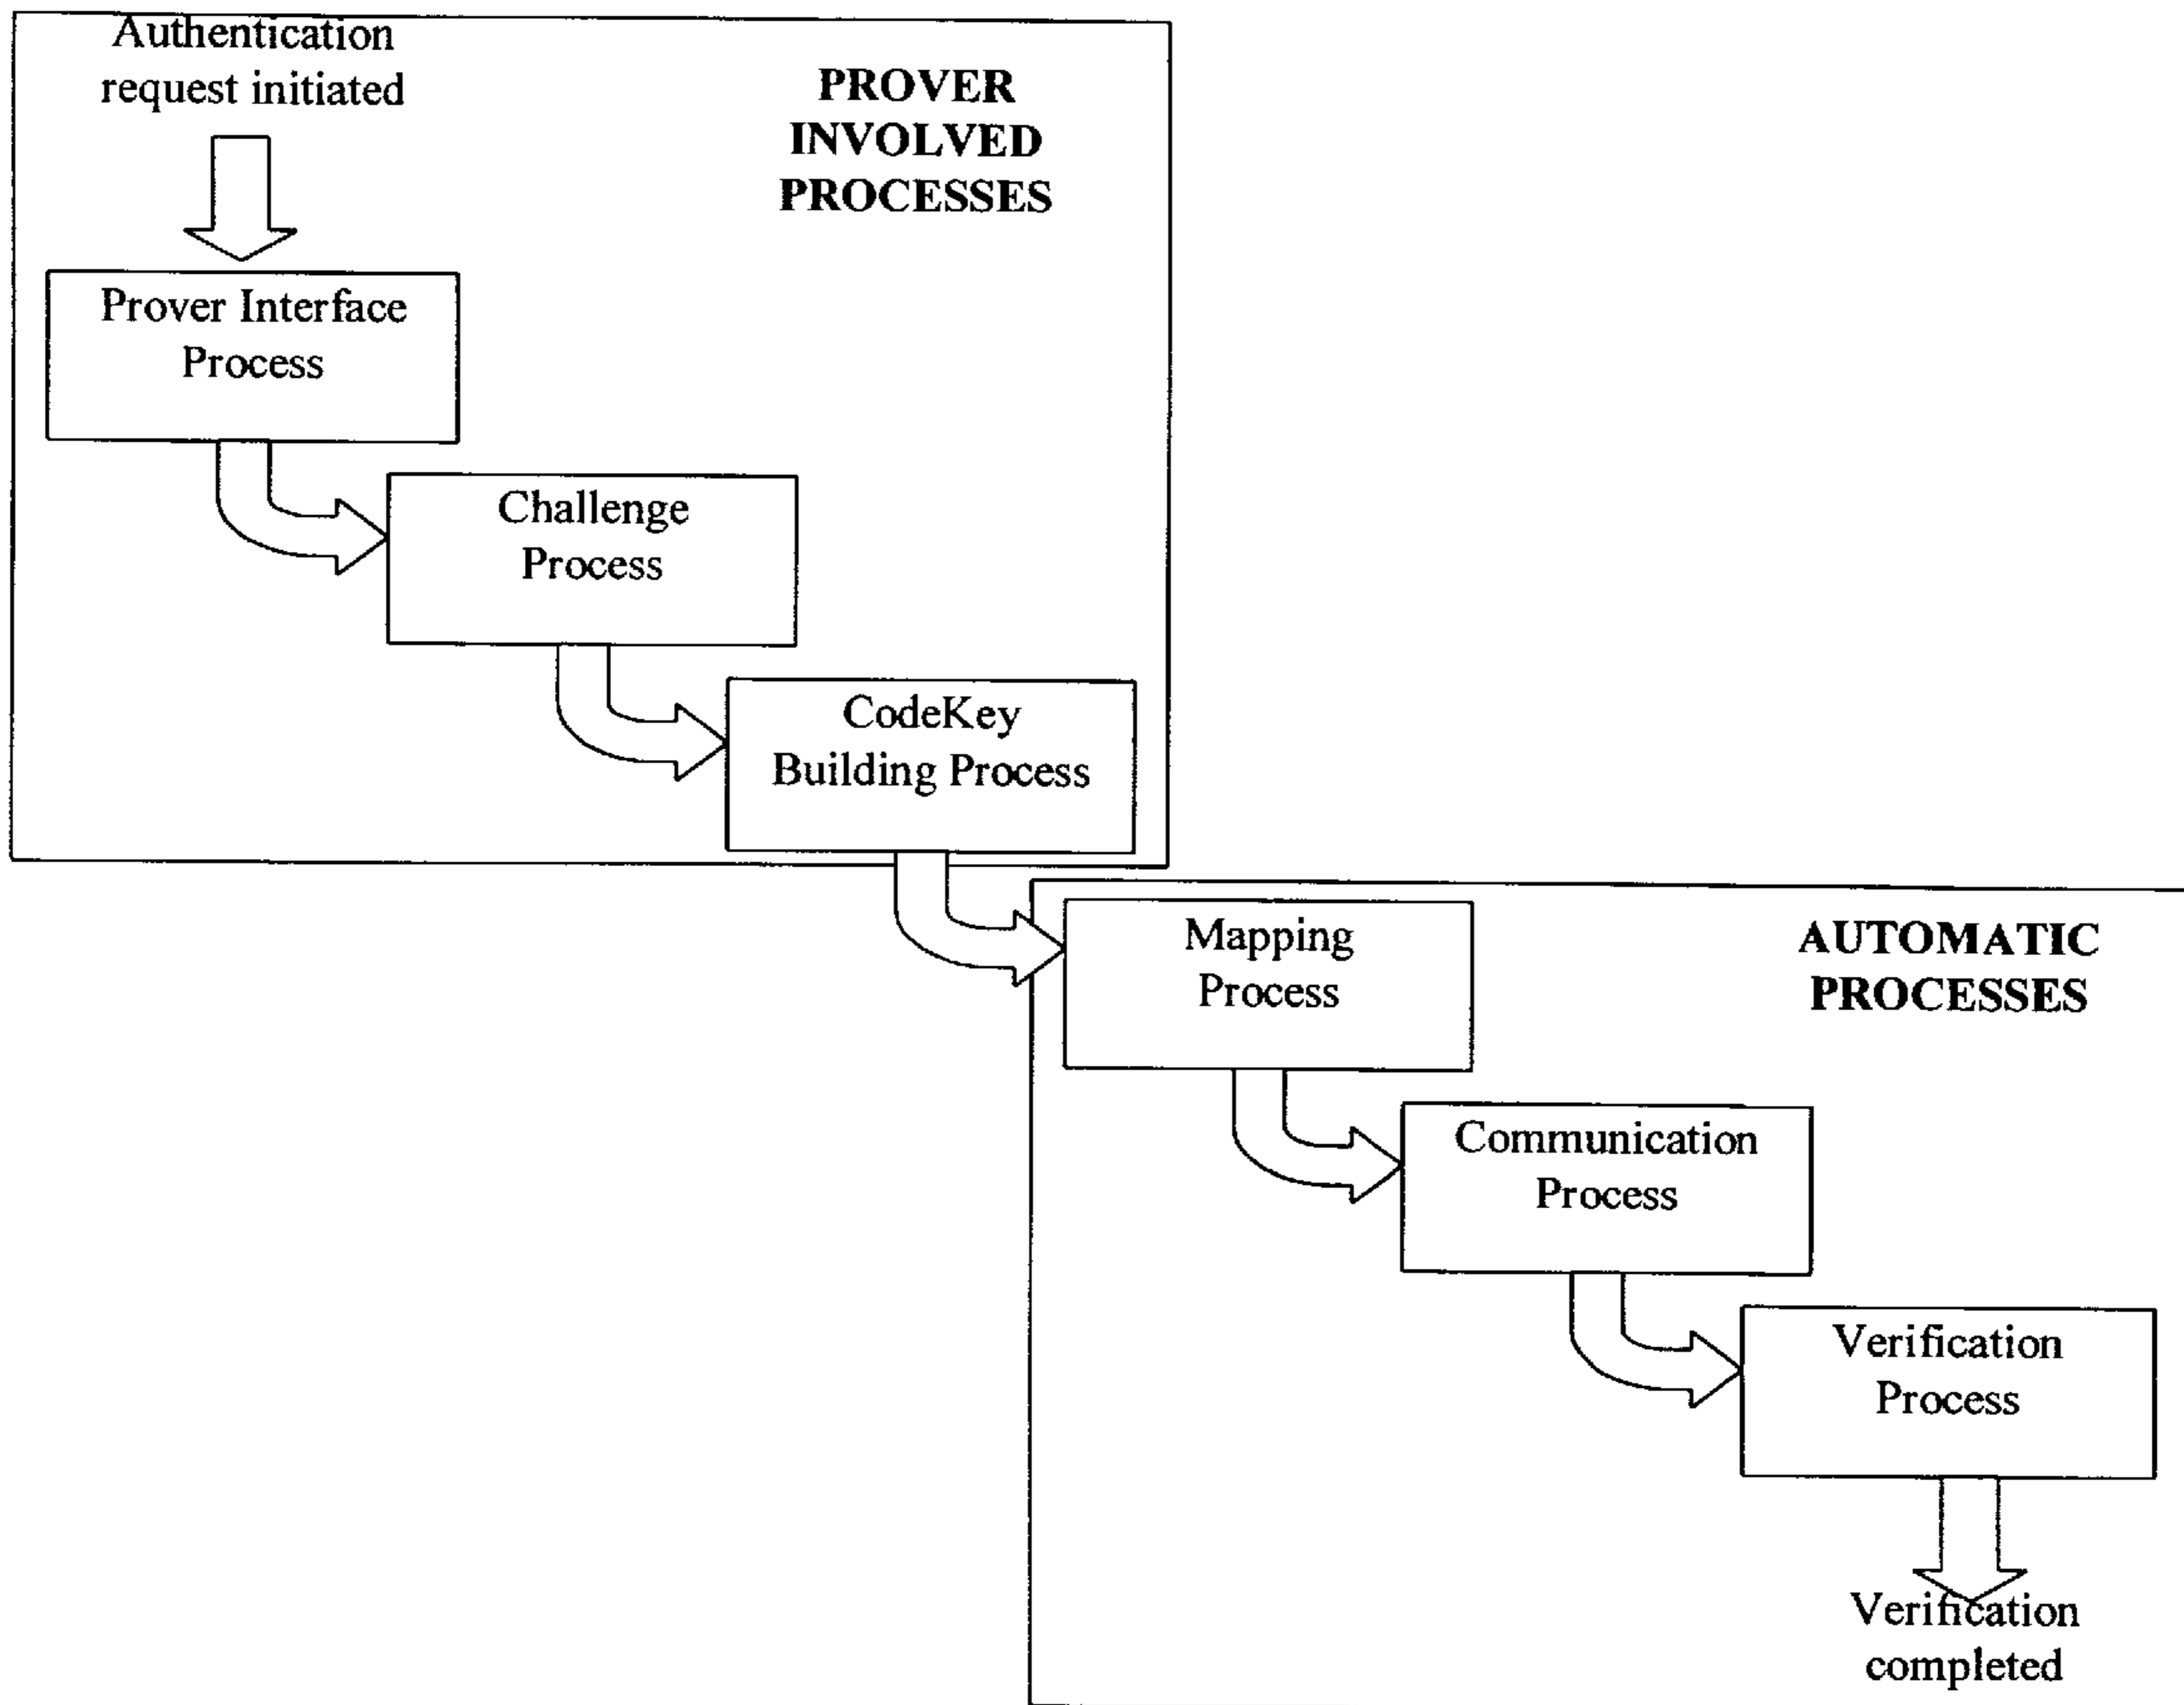 Authentication
request initiated
PROVER
INVOLVED
PROCESSES
Prover Interface
Process
Challenge
Process
CodeKey
Building Process
Mapping
Process
AUTOMATIC
PROCESSES
Communication
Process
Verification
Process
Verification
completed